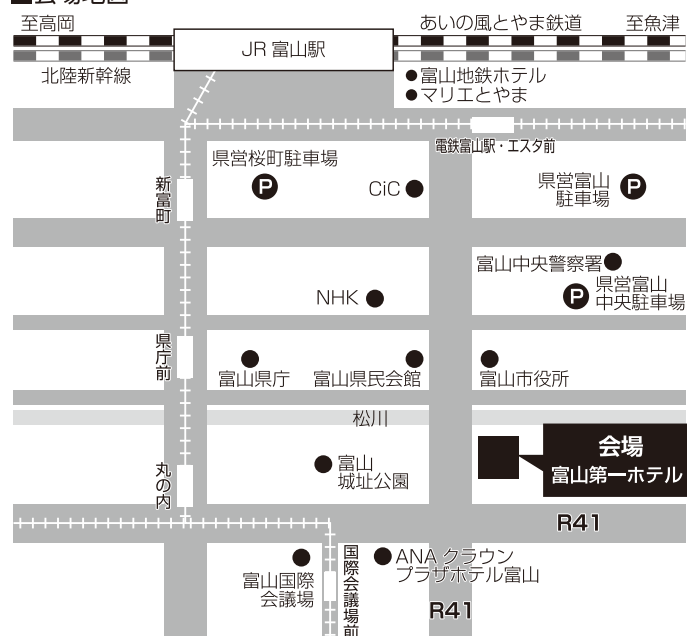 ■会場地図
至高岡
あいの風とやま鉄道
至魚津
JR 富山駅
北陸新幹線
富山地鉄ホテル
マリエとやま
電鉄富山駅・エスタ前
県営桜町駐車場
P
CiC
県営富山
駐車場
P
新富町
富山中央警察署
NHK
P
県営富山
中央駐車場
県庁前
富山県庁
富山県民会館
富山市役所
松川
会場
富山第一ホテル
富山
城址公園
丸の内
R41
富山国際
会議場
国際会議場前
ANA クラウン
プラザホテル富山
R41